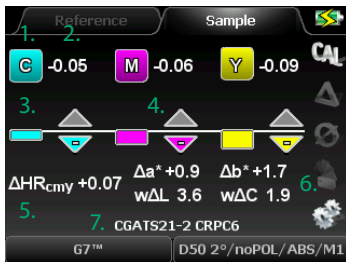 Reference Sample
1. 2.
C -0.05 M -0.06 Y -0.09 CAL
3. 4.
Δa* +0.9 Δb* +1.7
ΔHRcmy +0.07 6.
wΔL 3.6 wΔC 1.9
5. 7. CGATS21-2 CRPC6
G7™ D50 2°/noPOL/ABS/M1